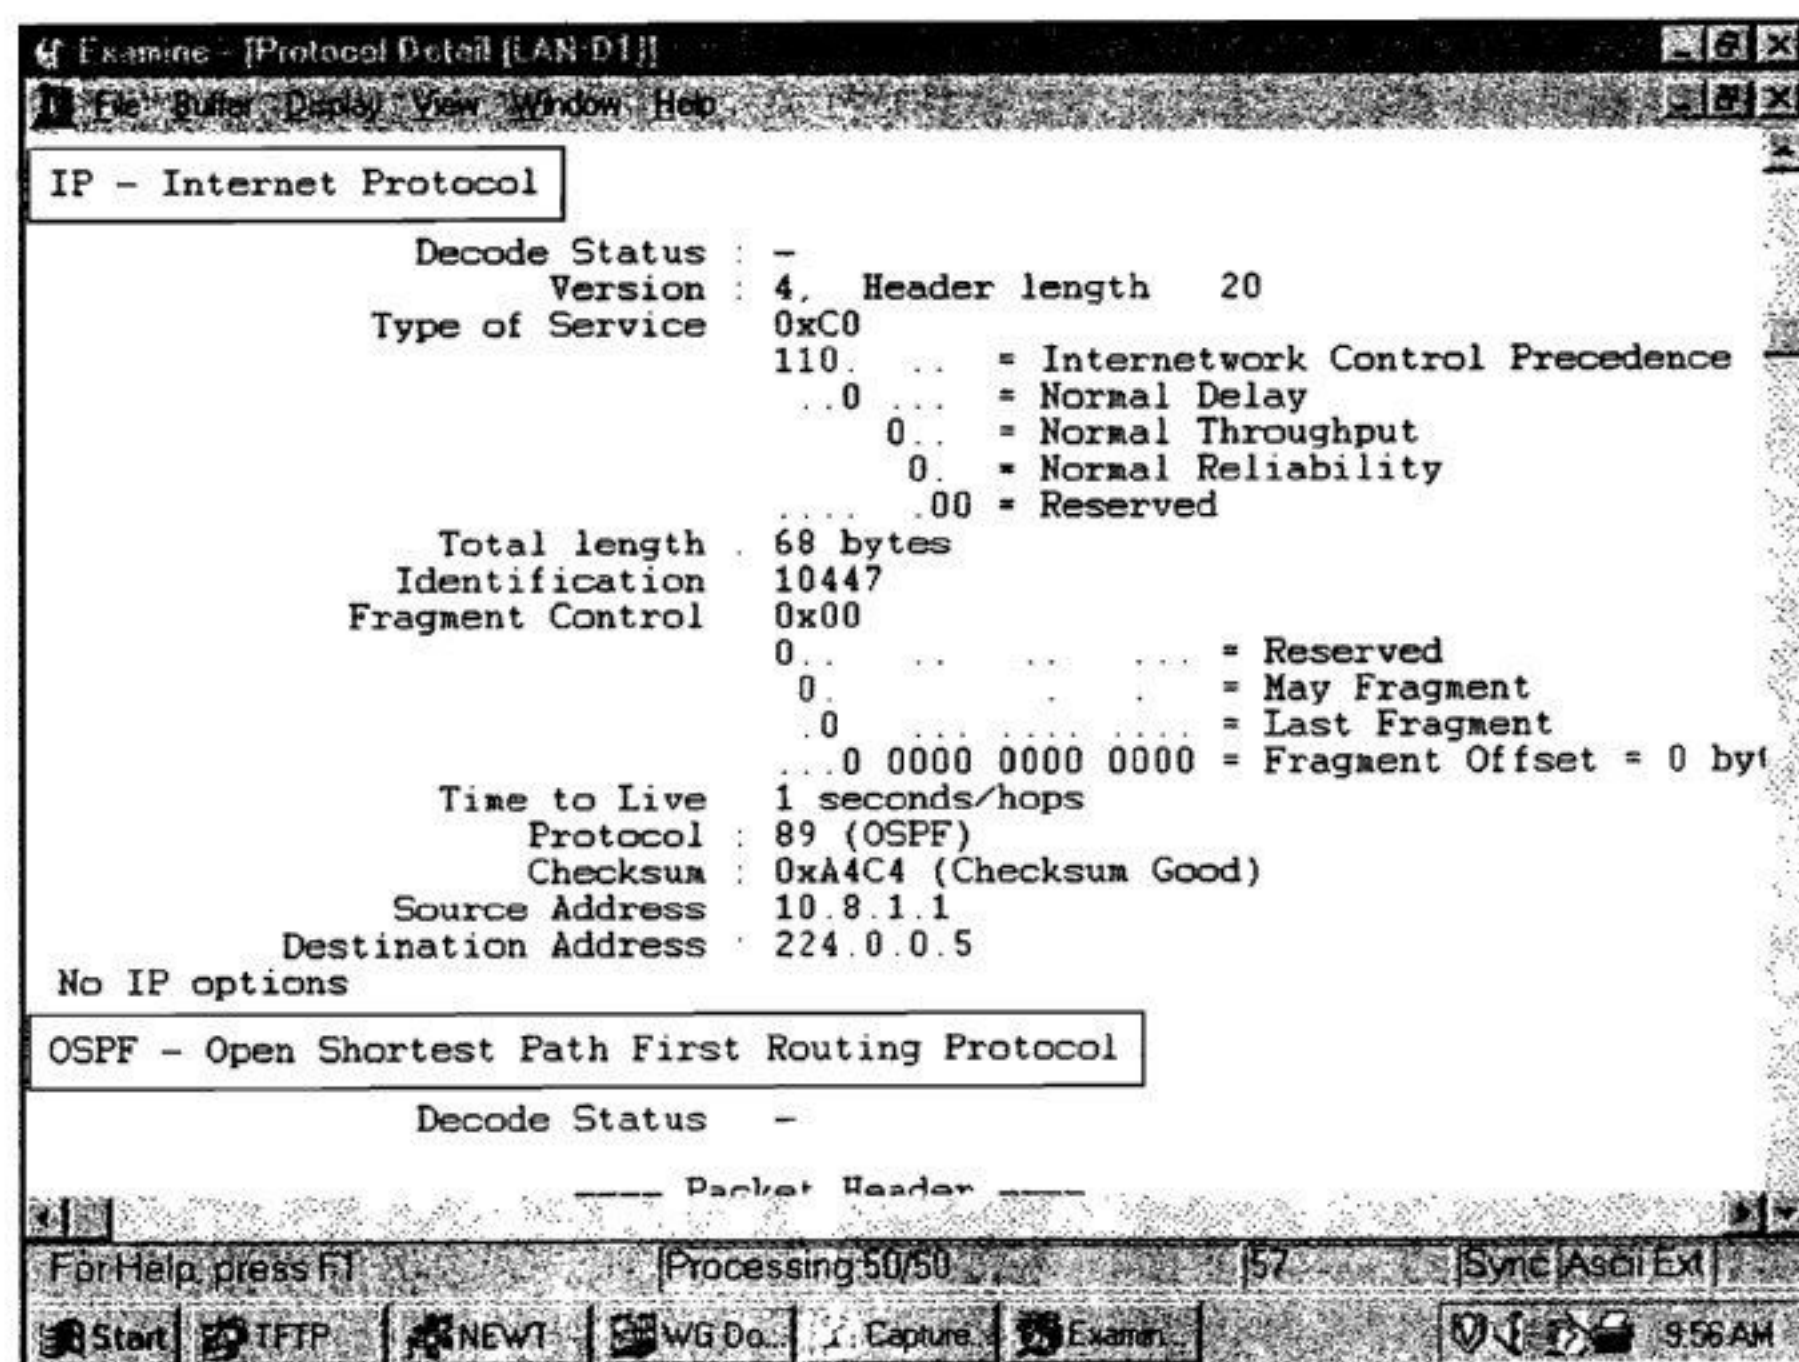 Examine - [Protocol Detail [LAN-D1]]
File Buffer Display View Window Help
IP - Internet Protocol
Decode Status : -
Version : 4, Header length 20
Type of Service 0xC0
110. .. = Internetwork Control Precedence
..0 ... = Normal Delay
0.. = Normal Throughput
0. = Normal Reliability
.... .00 = Reserved
Total length . 68 bytes
Identification 10447
Fragment Control 0x00
0.. .. .. ... = Reserved
0. . . = May Fragment
.0 ... .... .... = Last Fragment
...0 0000 0000 0000 = Fragment Offset = 0 byt
Time to Live 1 seconds/hops
Protocol : 89 (OSPF)
Checksum : 0xA4C4 (Checksum Good)
Source Address 10.8.1.1
Destination Address : 224.0.0.5
No IP options
OSPF - Open Shortest Path First Routing Protocol
Decode Status -
---- Packet Header ----
For Help, press F1 Processing 50/50 57 Sync Ascii Ext
Start TFTP NEWT WG Do... Capture... Examin... 9:56 AM